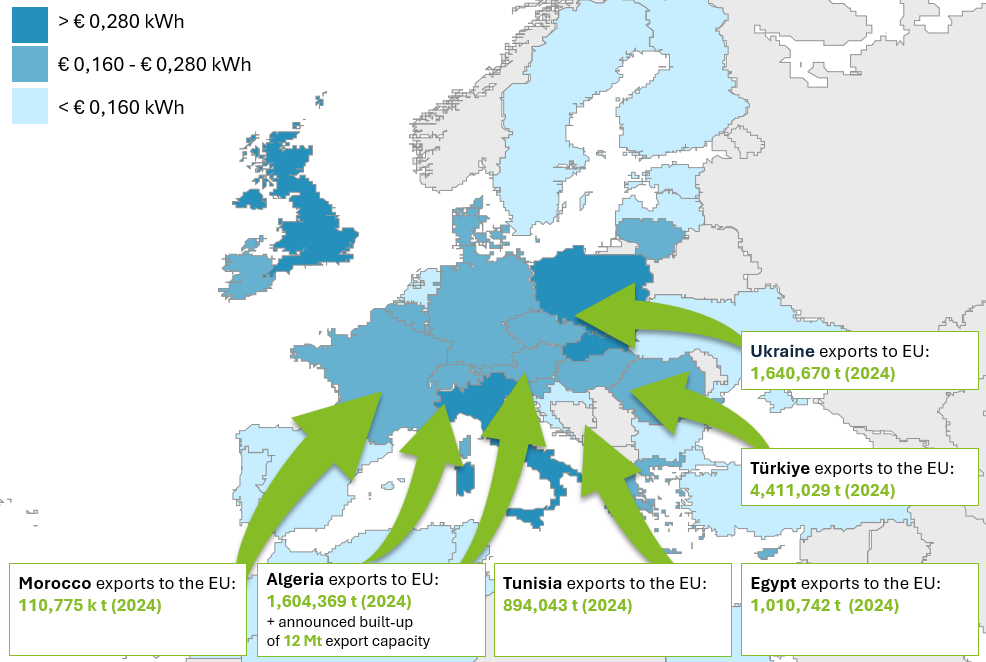 > € 0,280 kWh
€ 0,160 - € 0,280 kWh
< € 0,160 kWh
Ukraine exports to EU:
1,640,670 t (2024)
Türkiye exports to the EU:
4,411,029 t (2024)
Morocco exports to the EU:
110,775 k t (2024)
Algeria exports to EU:
1,604,369 t (2024)
+ announced built-up
of 12 Mt export capacity
Tunisia exports to the EU:
894,043 t (2024)
Egypt exports to the EU:
1,010,742 t (2024)